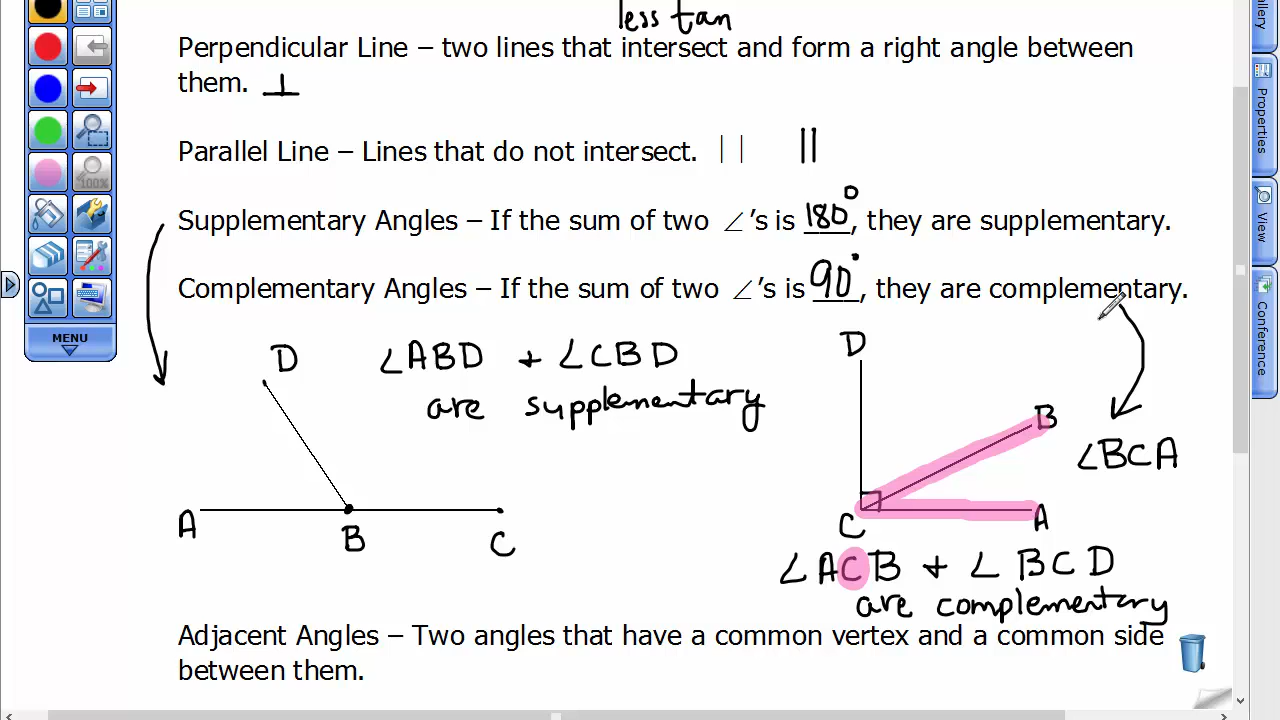 less tan
Perpendicular Line – two lines that intersect and form a right angle between
them. ⊥
Parallel Line – Lines that do not intersect. || ||
Supplementary Angles – If the sum of two ∠'s is 180°, they are supplementary.
Complementary Angles – If the sum of two ∠'s is 90°, they are complementary.
D
∠ABD + ∠CBD
are supplementary
A
B
C
D
B
∠BCA
C
A
∠ACB + ∠BCD
are complementary
Adjacent Angles – Two angles that have a common vertex and a common side
between them.
100%
MENU
Properties
View
Conference